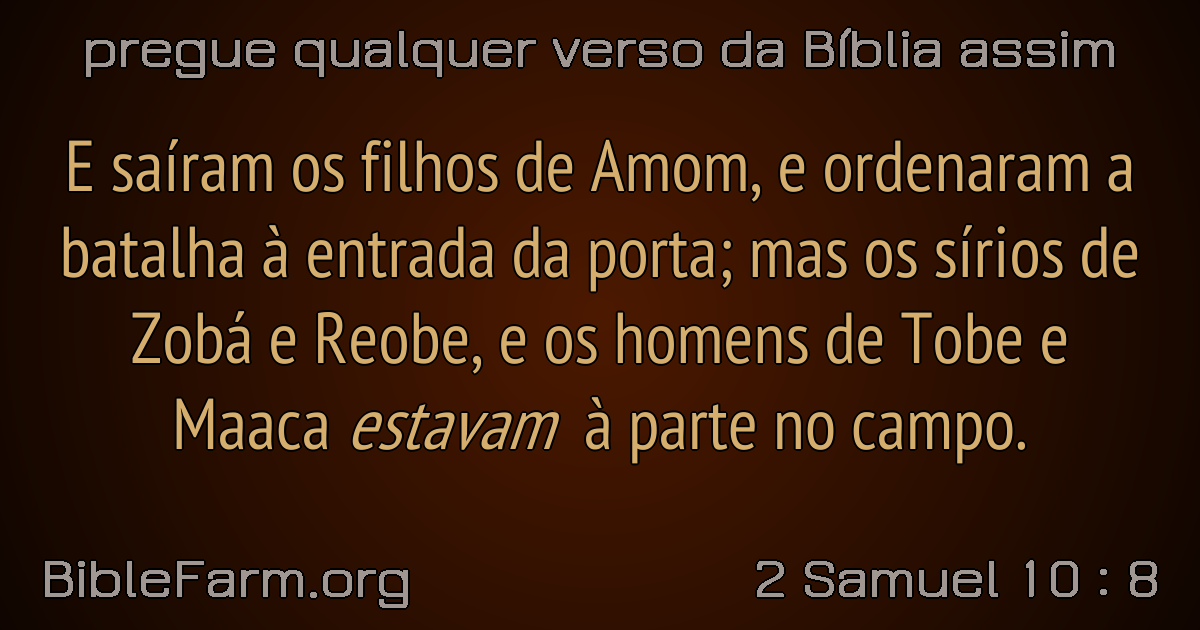 pregue qualquer verso da Bíblia assim
E saíram os filhos de Amom, e ordenaram a
batalha à entrada da porta; mas os sírios de
Zobá e Reobe, e os homens de Tobe e
Maaca estavam à parte no campo.
BibleFarm.org
2 Samuel 10 : 8